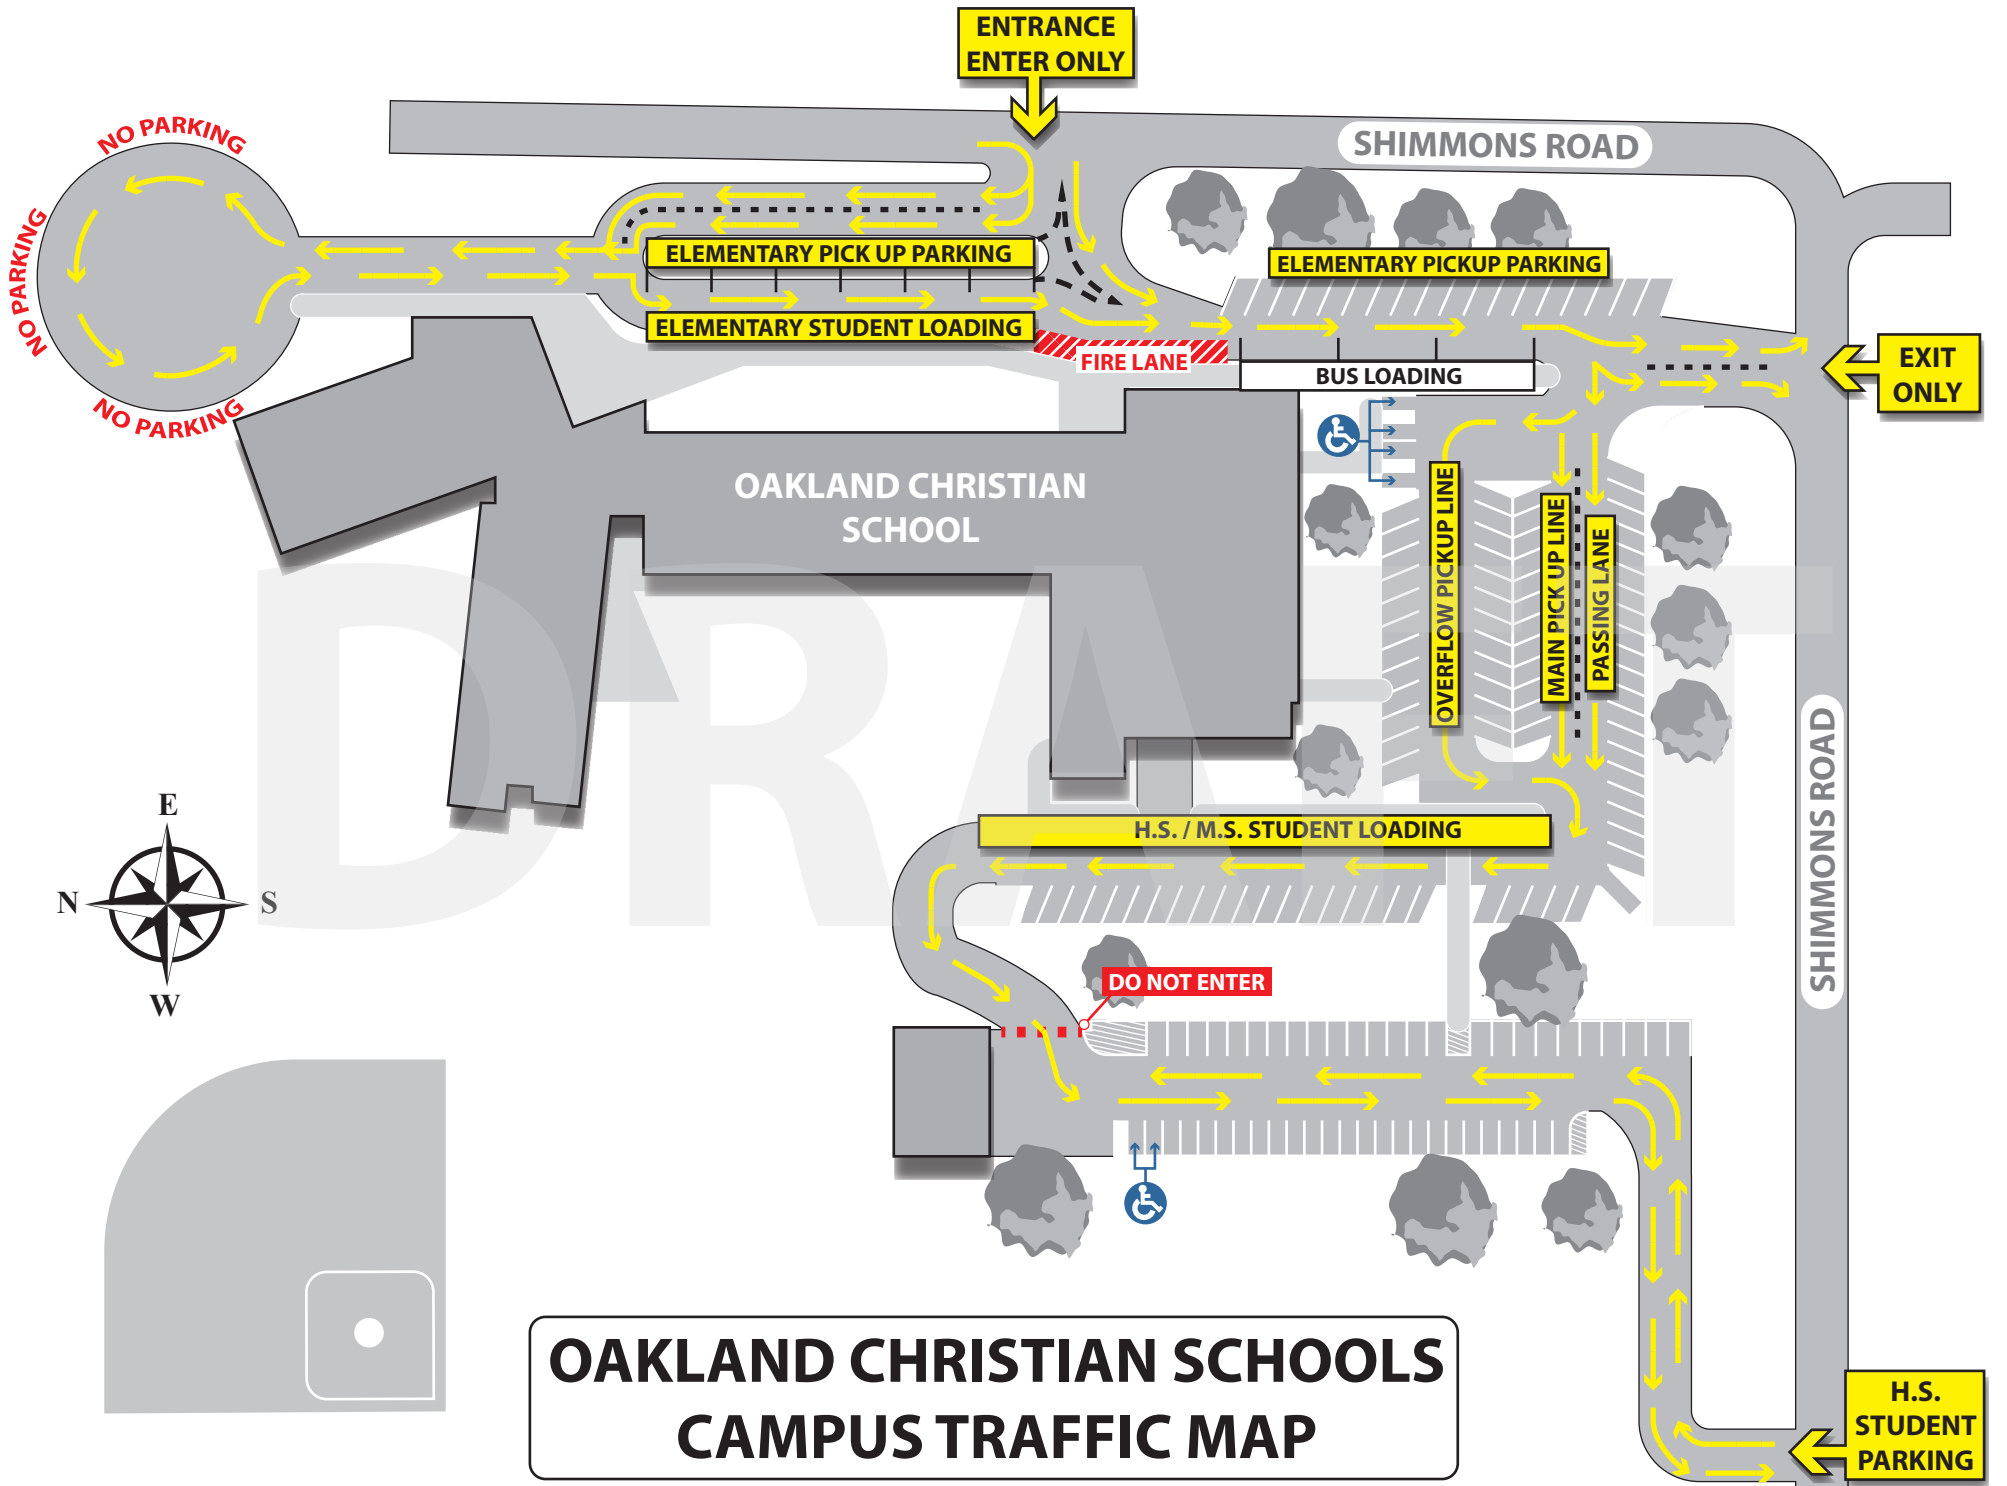 ENTRANCE
ENTER ONLY
SHIMMONS ROAD
NO PARKING
NO PARKING
NO PARKING
NO PARKING
ELEMENTARY PICK UP PARKING
ELEMENTARY PICKUP PARKING
ELEMENTARY STUDENT LOADING
FIRE LANE
BUS LOADING
EXIT
ONLY
OAKLAND CHRISTIAN
SCHOOL
OVERFLOW PICKUP LINE
MAIN PICK UP LINE
PASSING LANE
SHIMMONS ROAD
DRAFT
H.S. / M.S. STUDENT LOADING
E
N
S
W
DO NOT ENTER
OAKLAND CHRISTIAN SCHOOLS
CAMPUS TRAFFIC MAP
H.S.
STUDENT
PARKING